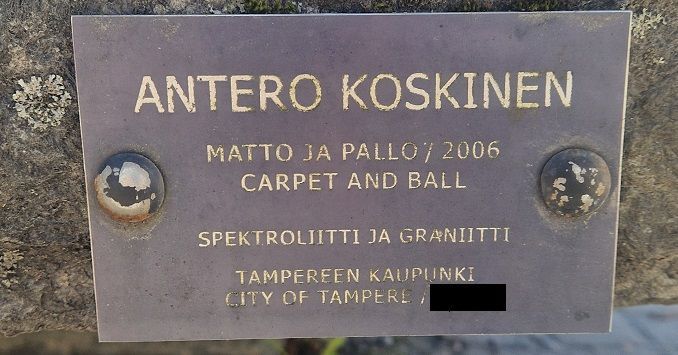 ANTERO KOSKINEN
MATTO JA PALLO / 2006
CARPET AND BALL
SPEKTROLIITTI JA GRANIITTI
TAMPEREEN KAUPUNKI
CITY OF TAMPERE /